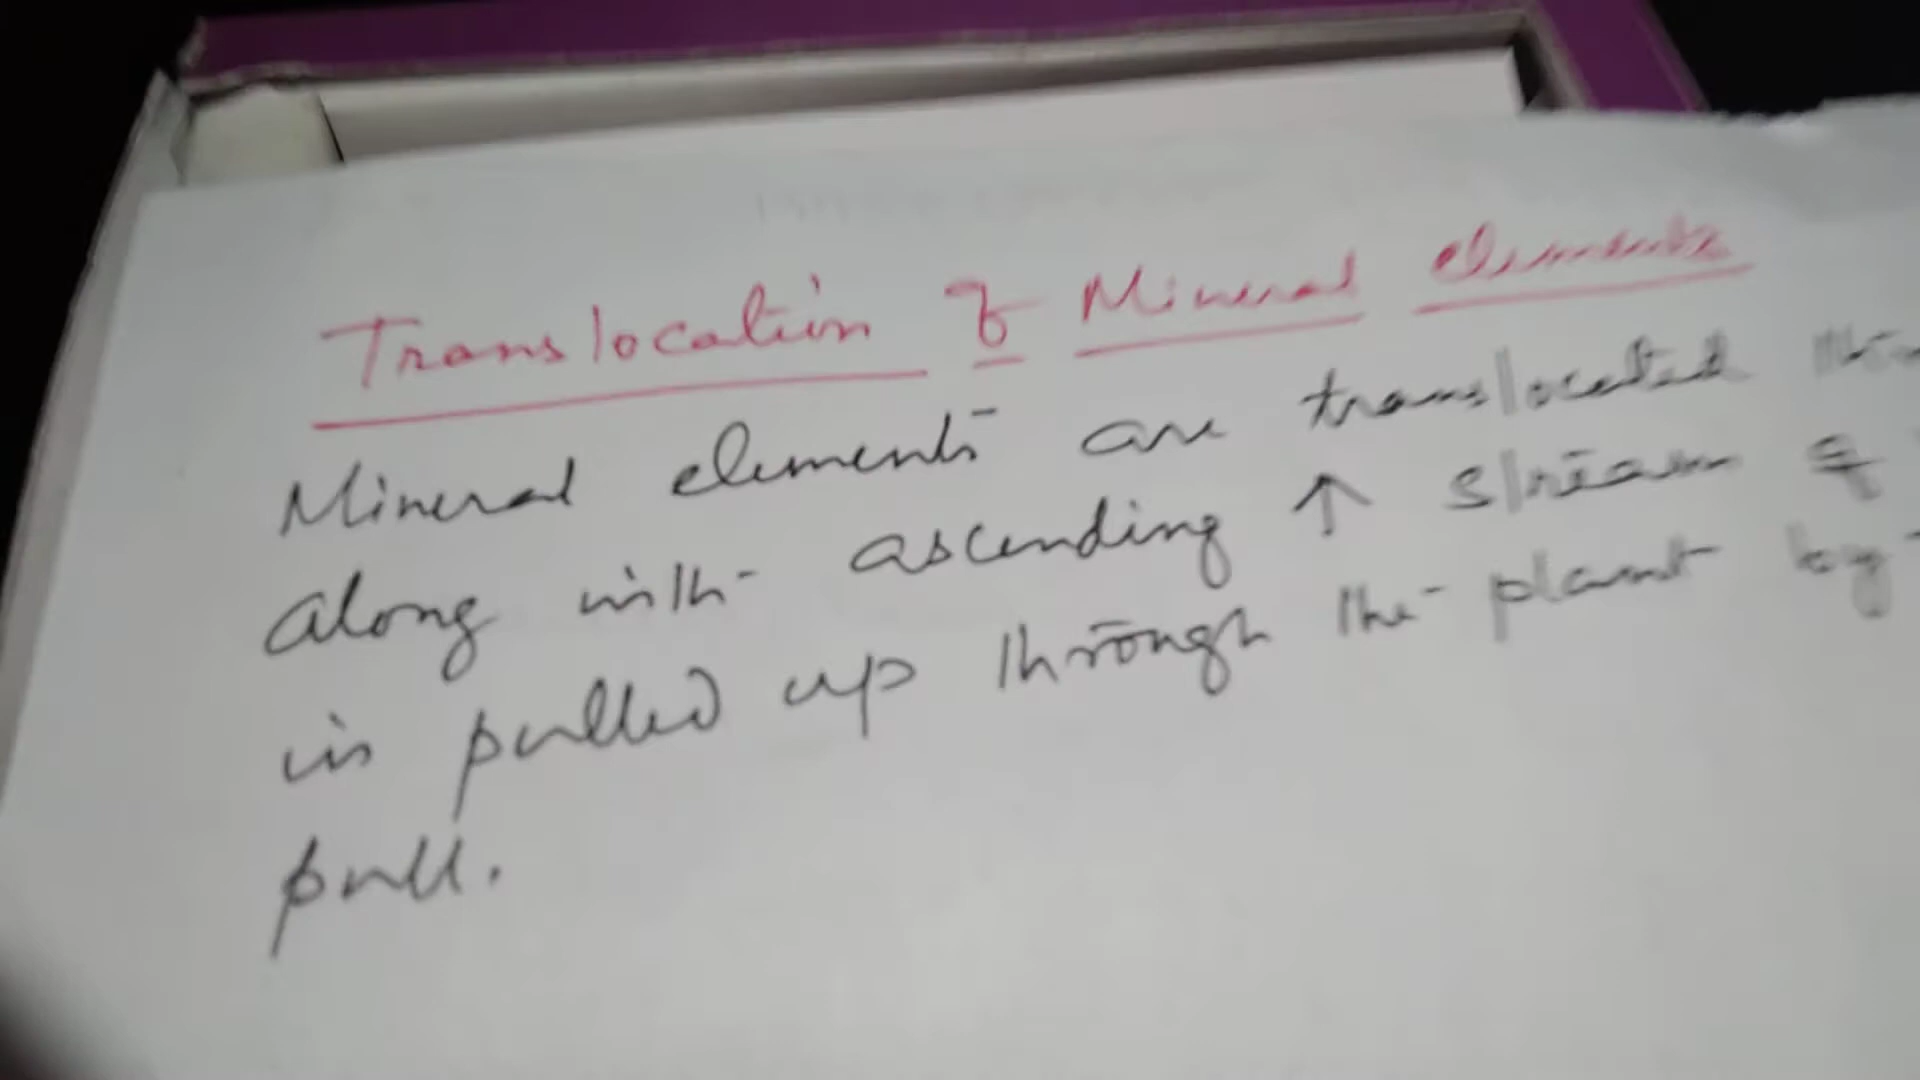 Translocation of Mineral elements
Mineral elements are translocated
along with ascending ↑ stream of
is pulled up through the plant by
pull.